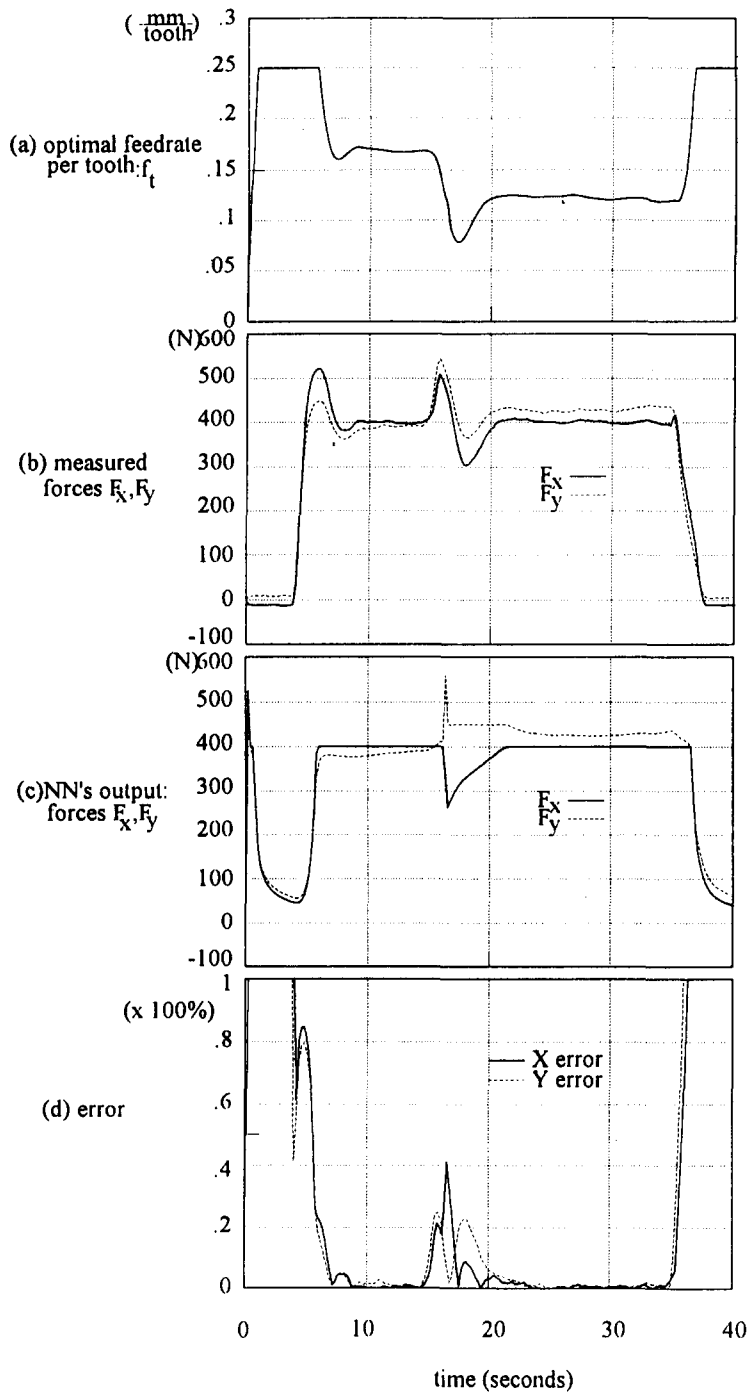 ( mm/tooth )
.3
.25
.2
.15
.1
.05
0
(a) optimal feedrate
per tooth:f_t
(N)600
500
400
300
200
100
0
-100
(b) measured
forces F_x,F_y
F_x
F_y
(N)600
500
400
300
200
100
0
-100
(c)NN's output:
forces F_x,F_y
F_x
F_y
(x 100%)
1
.8
.6
.4
.2
0
(d) error
X error
Y error
0 10 20 30 40
time (seconds)